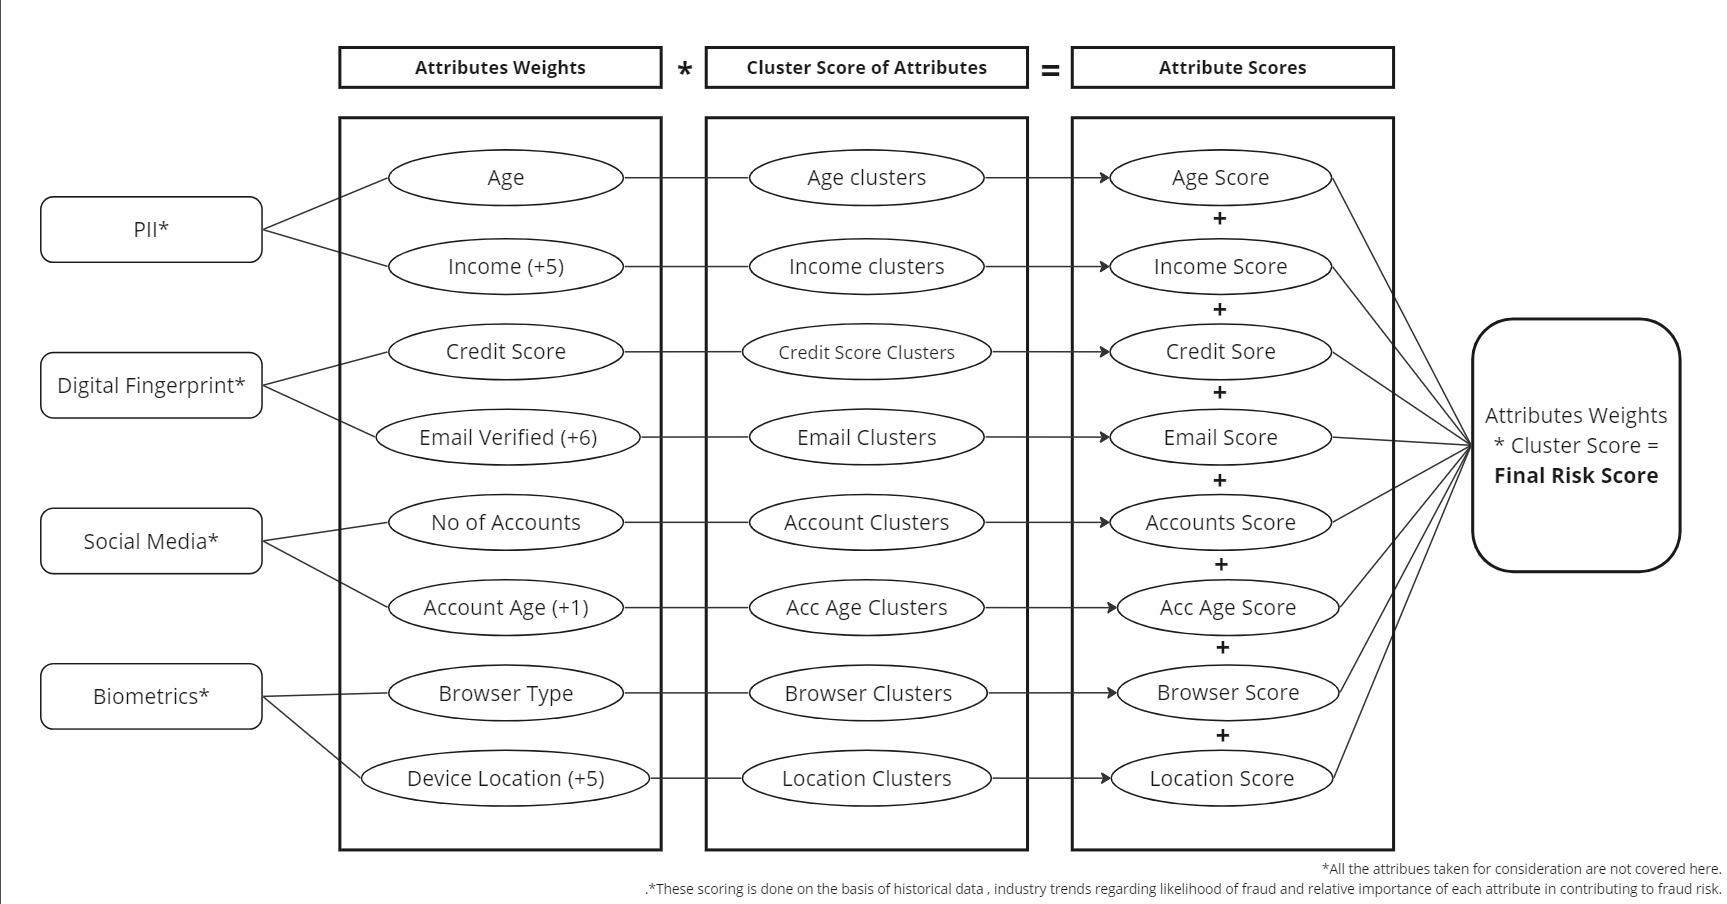 Attributes Weights * Cluster Score of Attributes = Attribute Scores
PII*
Digital Fingerprint*
Social Media*
Biometrics*
Age
Income (+5)
Credit Score
Email Verified (+6)
No of Accounts
Account Age (+1)
Browser Type
Device Location (+5)
Age clusters
Income clusters
Credit Score Clusters
Email Clusters
Account Clusters
Acc Age Clusters
Browser Clusters
Location Clusters
Age Score
+
Income Score
+
Credit Sore
+
Email Score
+
Accounts Score
+
Acc Age Score
+
Browser Score
+
Location Score
Attributes Weights
* Cluster Score =
Final Risk Score
*All the attribues taken for consideration are not covered here.
.*These scoring is done on the basis of historical data , industry trends regarding likelihood of fraud and relative importance of each attribute in contributing to fraud risk.